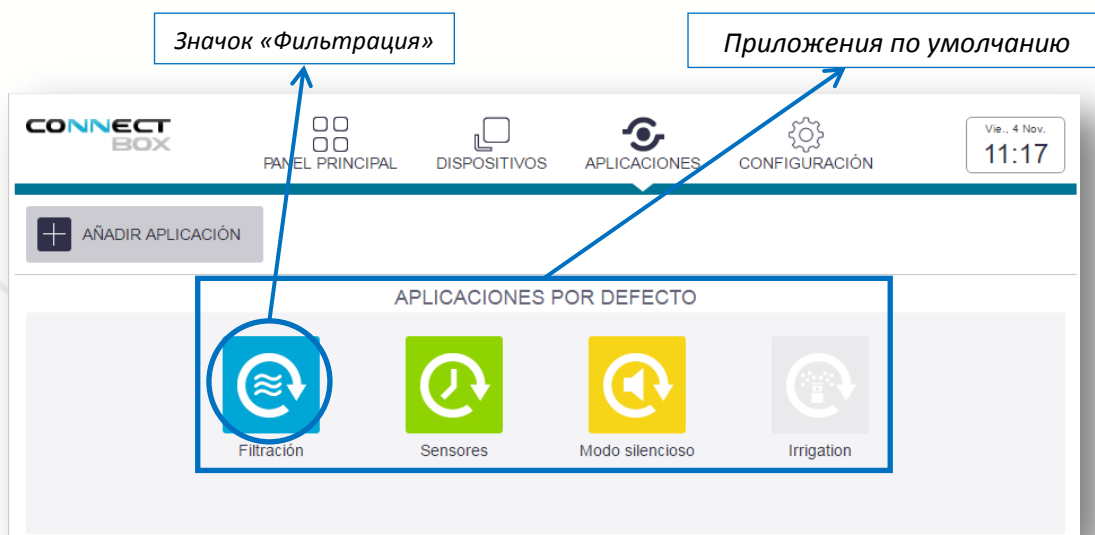 Значок «Фильтрация»
Приложения по умолчанию
CONNECT
BOX
PANEL PRINCIPAL
DISPOSITIVOS
APLICACIONES
CONFIGURACIÓN
Vie., 4 Nov.
11:17
AÑADIR APLICACIÓN
APLICACIONES POR DEFECTO
Filtración
Sensores
Modo silencioso
Irrigation